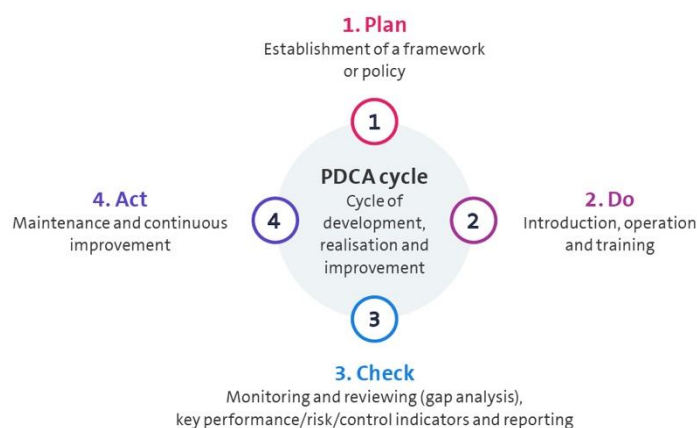 1. Plan
Establishment of a framework
or policy
1
4. Act
Maintenance and continuous
improvement
4
PDCA cycle
Cycle of
development,
realisation and
improvement
2
2. Do
Introduction, operation
and training
3
3. Check
Monitoring and reviewing (gap analysis),
key performance/risk/control indicators and reporting